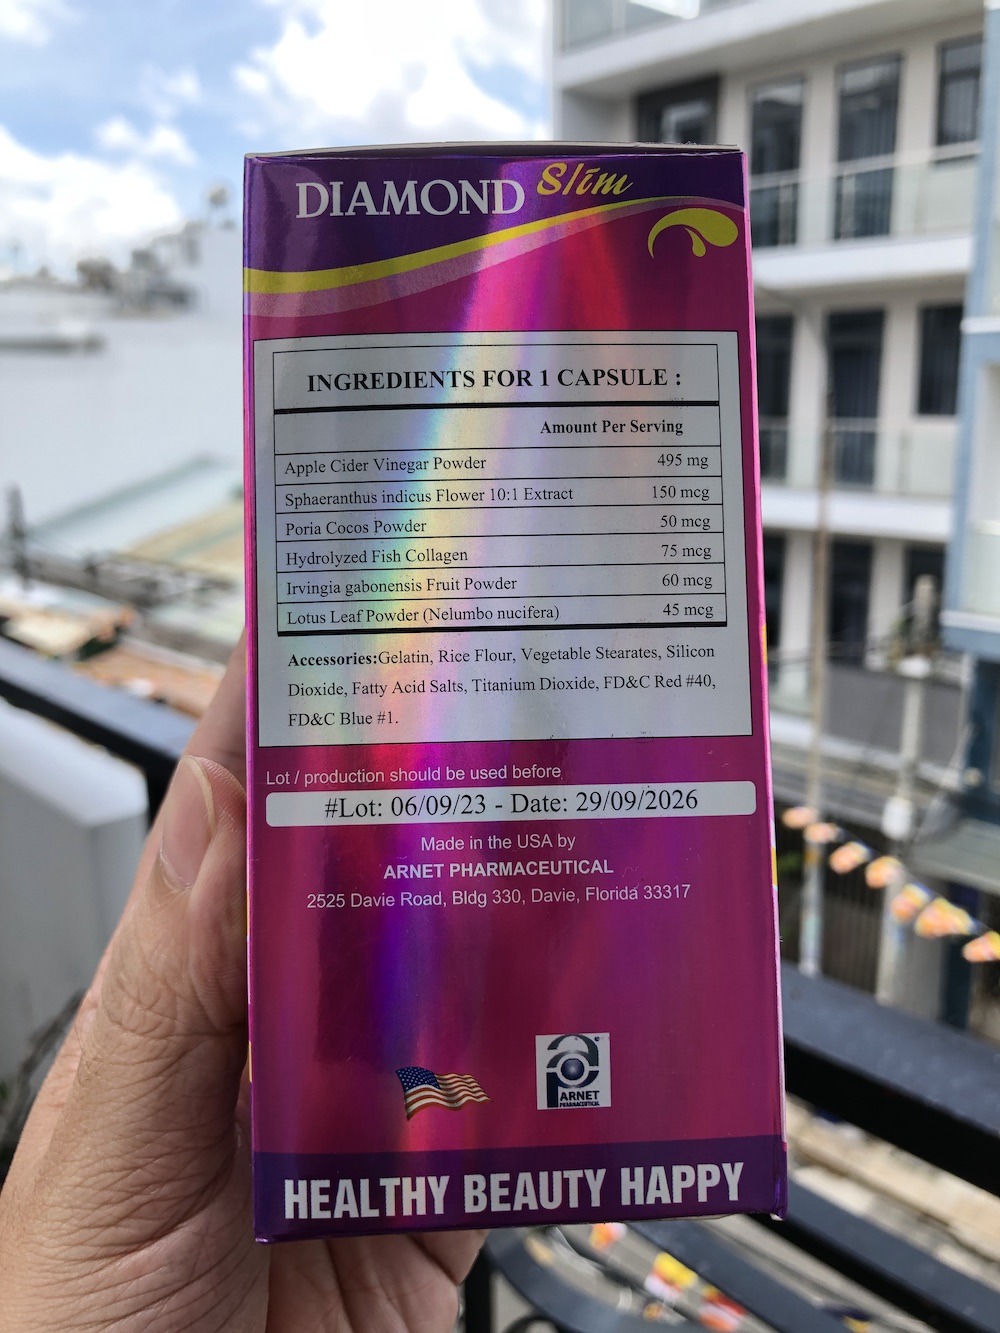 DIAMOND Slim
INGREDIENTS FOR 1 CAPSULE :
Amount Per Serving
Apple Cider Vinegar Powder 495 mg
Sphaeranthus indicus Flower 10:1 Extract 150 mcg
Poria Cocos Powder 50 mcg
Hydrolyzed Fish Collagen 75 mcg
Irvingia gabonensis Fruit Powder 60 mcg
Lotus Leaf Powder (Nelumbo nucifera) 45 mcg
Accessories:Gelatin, Rice Flour, Vegetable Stearates, Silicon
Dioxide, Fatty Acid Salts, Titanium Dioxide, FD&C Red #40,
FD&C Blue #1.
Lot / production should be used before
#Lot: 06/09/23 - Date: 29/09/2026
Made in the USA by
ARNET PHARMACEUTICAL
2525 Davie Road, Bldg 330, Davie, Florida 33317
ARNET
PHARMACEUTICAL
HEALTHY BEAUTY HAPPY